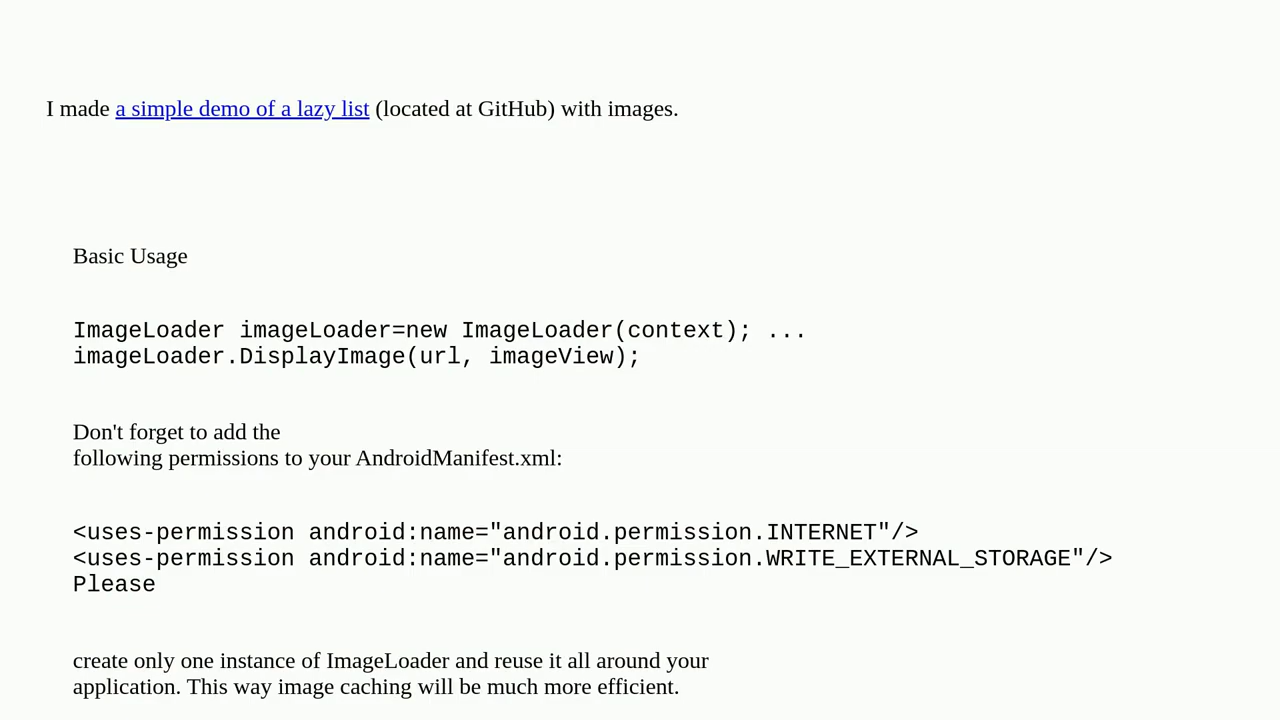 I made a simple demo of a lazy list (located at GitHub) with images.
Basic Usage
ImageLoader imageLoader=new ImageLoader(context); ...
imageLoader.DisplayImage(url, imageView);
Don't forget to add the
following permissions to your AndroidManifest.xml:
<uses-permission android:name="android.permission.INTERNET"/>
<uses-permission android:name="android.permission.WRITE_EXTERNAL_STORAGE"/>
Please
create only one instance of ImageLoader and reuse it all around your
application. This way image caching will be much more efficient.